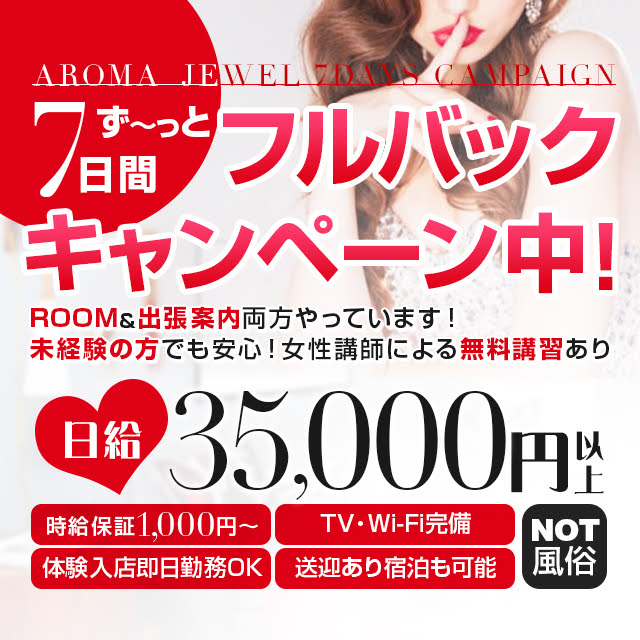 AROMA JEWEL 7DAYS CAMPAIGN
7日間
ず〜っと
フルバック
キャンペーン中!
ROOM&出張案内両方やっています!
未経験の方でも安心!女性講師による無料講習あり
日給
35,000円以上
時給保証1,000円〜
TV・Wi-Fi完備
体験入店即日勤務OK
送迎あり宿泊も可能
NOT
風俗